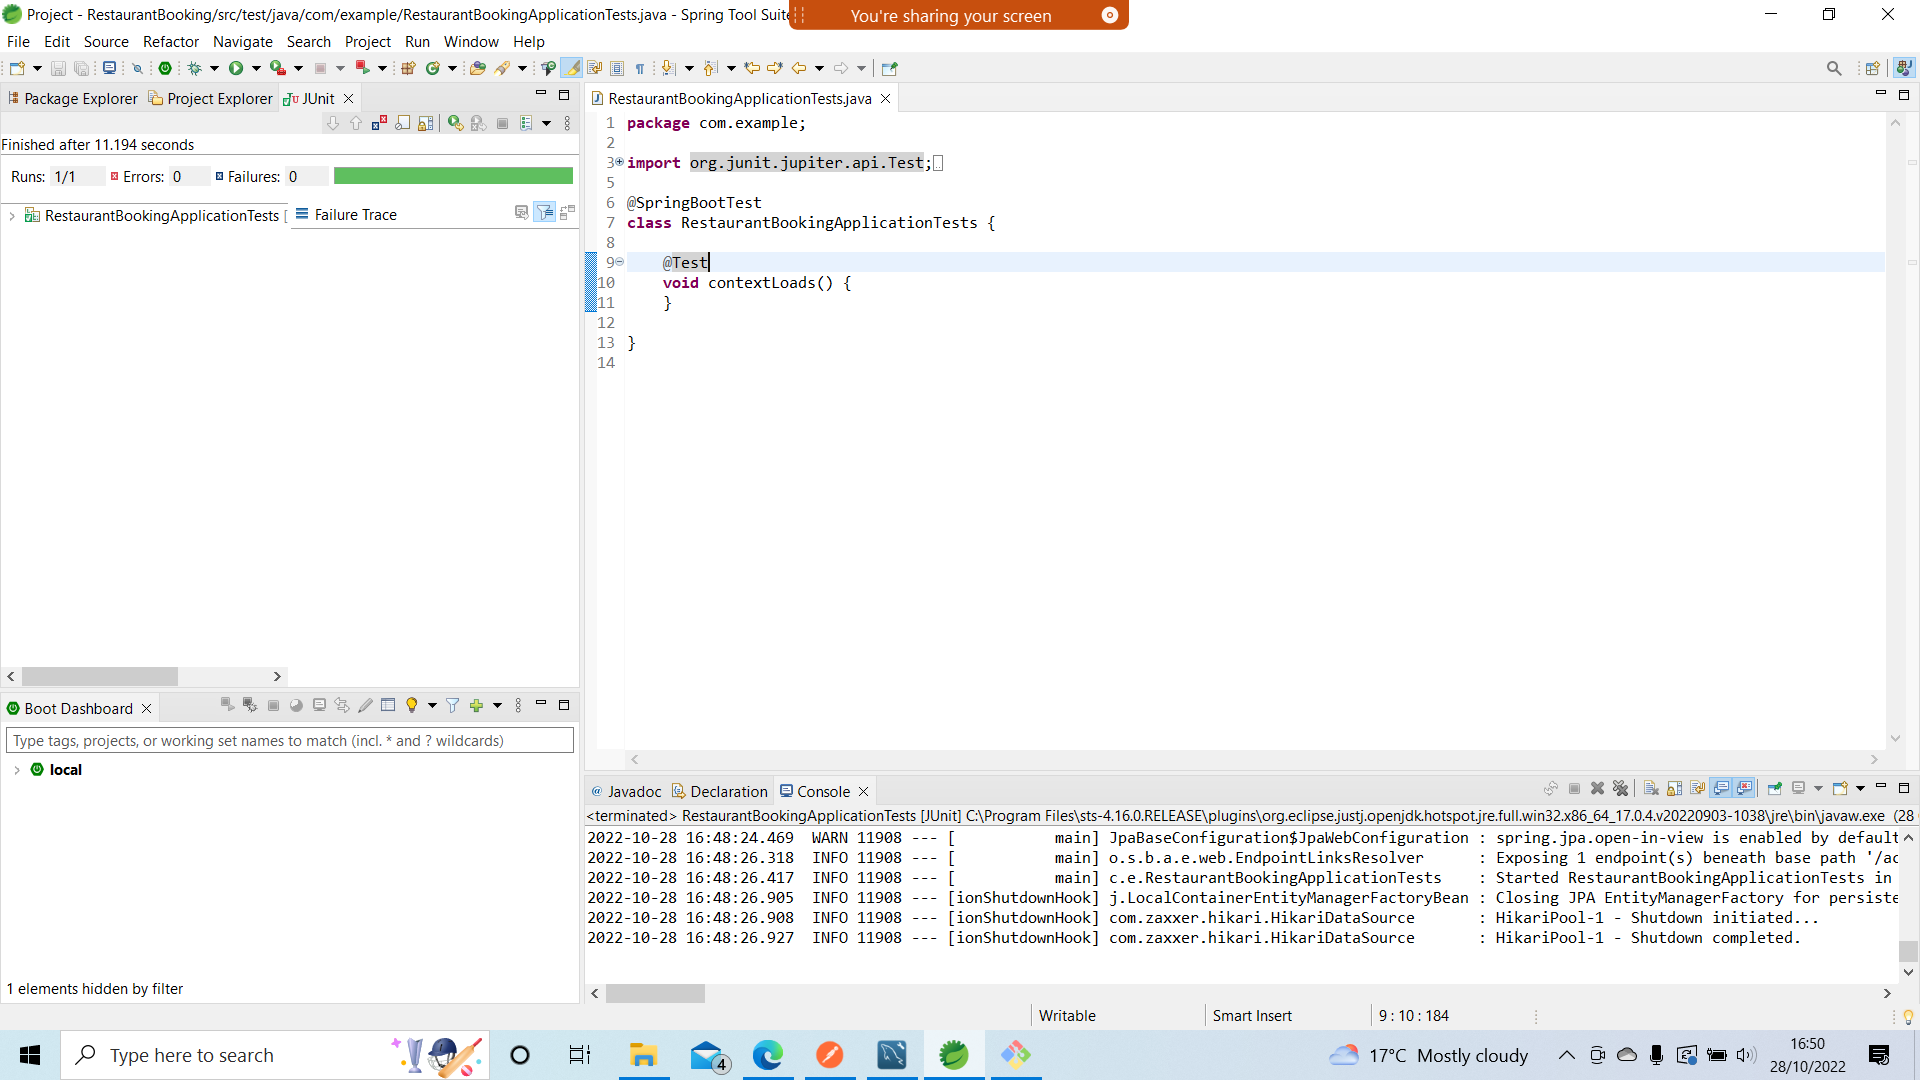 Project - RestaurantBooking/src/test/java/com/example/RestaurantBookingApplicationTests.java - Spring Tool Suite
You're sharing your screen
File Edit Source Refactor Navigate Search Project Run Window Help
Package Explorer Project Explorer JUnit
Finished after 11.194 seconds
Runs: 1/1 Errors: 0 Failures: 0
RestaurantBookingApplicationTests [
Failure Trace
RestaurantBookingApplicationTests.java
1 package com.example;
2
3 import org.junit.jupiter.api.Test;
5
6 @SpringBootTest
7 class RestaurantBookingApplicationTests {
8
9 @Test
10 void contextLoads() {
11 }
12
13 }
14
Boot Dashboard
Type tags, projects, or working set names to match (incl. * and ? wildcards)
local
1 elements hidden by filter
@ Javadoc Declaration Console
<terminated> RestaurantBookingApplicationTests [JUnit] C:\Program Files\sts-4.16.0.RELEASE\plugins\org.eclipse.justj.openjdk.hotspot.jre.full.win32.x86_64_17.0.4.v20220903-1038\jre\bin\javaw.exe (28
2022-10-28 16:48:24.469 WARN 11908 --- [ main] JpaBaseConfiguration$JpaWebConfiguration : spring.jpa.open-in-view is enabled by default
2022-10-28 16:48:26.318 INFO 11908 --- [ main] o.s.b.a.e.web.EndpointLinksResolver : Exposing 1 endpoint(s) beneath base path '/ac
2022-10-28 16:48:26.417 INFO 11908 --- [ main] c.e.RestaurantBookingApplicationTests : Started RestaurantBookingApplicationTests in
2022-10-28 16:48:26.905 INFO 11908 --- [ionShutdownHook] j.LocalContainerEntityManagerFactoryBean : Closing JPA EntityManagerFactory for persiste
2022-10-28 16:48:26.908 INFO 11908 --- [ionShutdownHook] com.zaxxer.hikari.HikariDataSource : HikariPool-1 - Shutdown initiated...
2022-10-28 16:48:26.927 INFO 11908 --- [ionShutdownHook] com.zaxxer.hikari.HikariDataSource : HikariPool-1 - Shutdown completed.
Writable Smart Insert 9 : 10 : 184
Type here to search
4
17°C Mostly cloudy
16:50
28/10/2022